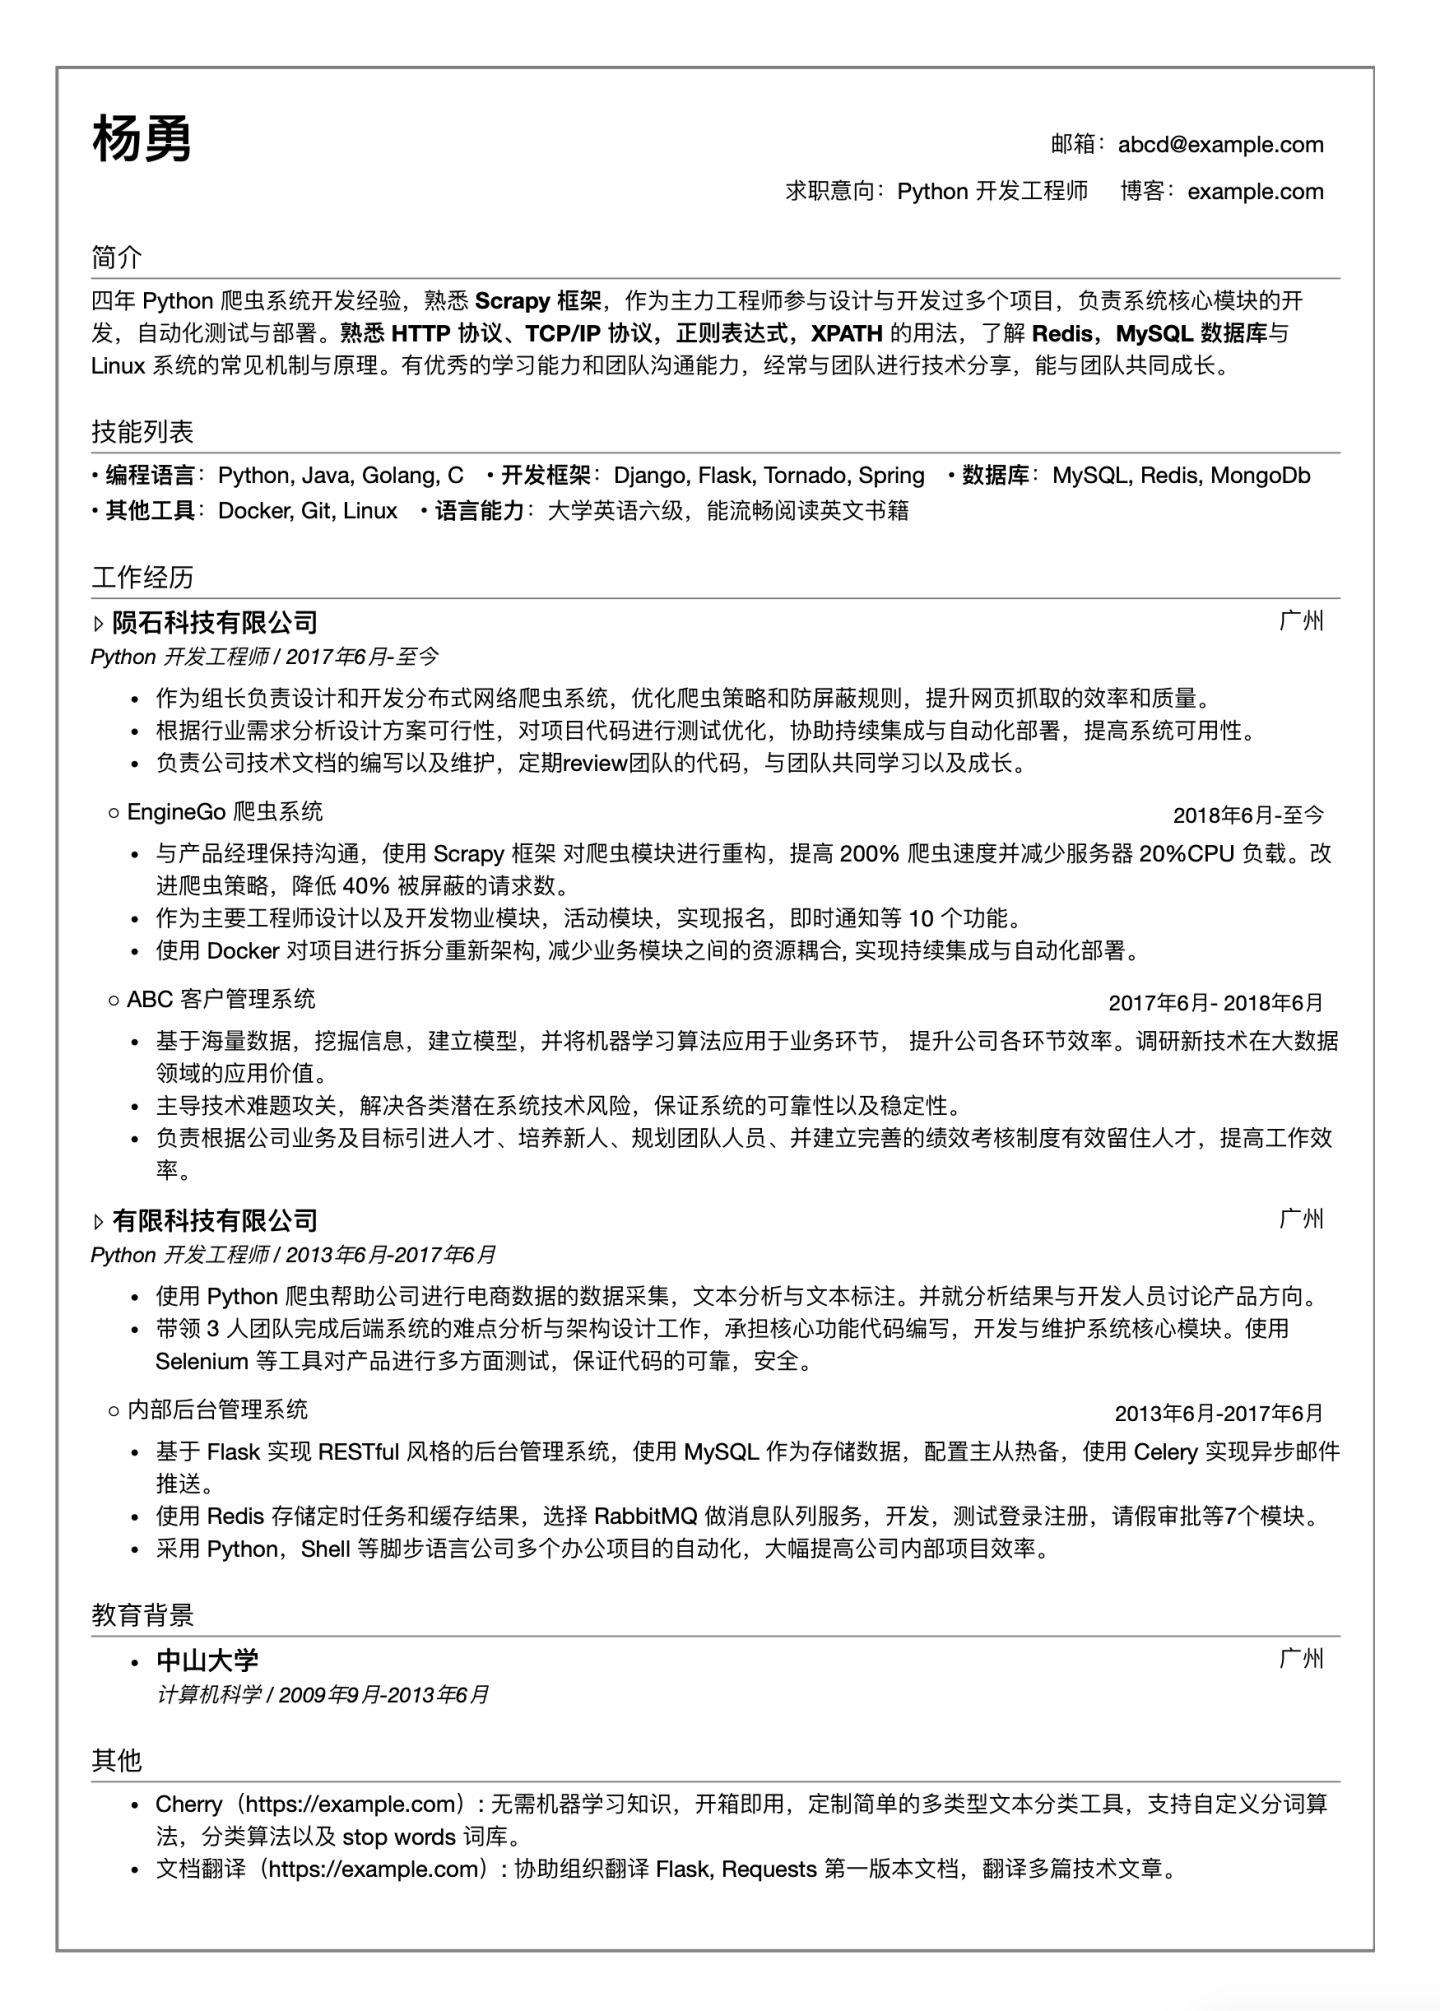 杨勇
邮箱：abcd@example.com
求职意向：Python 开发工程师 博客：example.com
简介
四年 Python 爬虫系统开发经验，熟悉 Scrapy 框架，作为主力工程师参与设计与开发过多个项目，负责系统核心模块的开
发，自动化测试与部署。熟悉 HTTP 协议、TCP/IP 协议，正则表达式，XPATH 的用法，了解 Redis，MySQL 数据库与
Linux 系统的常见机制与原理。有优秀的学习能力和团队沟通能力，经常与团队进行技术分享，能与团队共同成长。
技能列表
• 编程语言：Python, Java, Golang, C • 开发框架：Django, Flask, Tornado, Spring • 数据库：MySQL, Redis, MongoDb
• 其他工具：Docker, Git, Linux • 语言能力：大学英语六级，能流畅阅读英文书籍
工作经历
▹ 陨石科技有限公司 广州
Python 开发工程师 / 2017年6月-至今
• 作为组长负责设计和开发分布式网络爬虫系统，优化爬虫策略和防屏蔽规则，提升网页抓取的效率和质量。
• 根据行业需求分析设计方案可行性，对项目代码进行测试优化，协助持续集成与自动化部署，提高系统可用性。
• 负责公司技术文档的编写以及维护，定期review团队的代码，与团队共同学习以及成长。
○ EngineGo 爬虫系统 2018年6月-至今
• 与产品经理保持沟通，使用 Scrapy 框架 对爬虫模块进行重构，提高 200% 爬虫速度并减少服务器 20%CPU 负载。改
进爬虫策略，降低 40% 被屏蔽的请求数。
• 作为主要工程师设计以及开发物业模块，活动模块，实现报名，即时通知等 10 个功能。
• 使用 Docker 对项目进行拆分重新架构, 减少业务模块之间的资源耦合, 实现持续集成与自动化部署。
○ ABC 客户管理系统 2017年6月- 2018年6月
• 基于海量数据，挖掘信息，建立模型，并将机器学习算法应用于业务环节， 提升公司各环节效率。调研新技术在大数据
领域的应用价值。
• 主导技术难题攻关，解决各类潜在系统技术风险，保证系统的可靠性以及稳定性。
• 负责根据公司业务及目标引进人才、培养新人、规划团队人员、并建立完善的绩效考核制度有效留住人才，提高工作效
率。
▹ 有限科技有限公司 广州
Python 开发工程师 / 2013年6月-2017年6月
• 使用 Python 爬虫帮助公司进行电商数据的数据采集，文本分析与文本标注。并就分析结果与开发人员讨论产品方向。
• 带领 3 人团队完成后端系统的难点分析与架构设计工作，承担核心功能代码编写，开发与维护系统核心模块。使用
Selenium 等工具对产品进行多方面测试，保证代码的可靠，安全。
○ 内部后台管理系统 2013年6月-2017年6月
• 基于 Flask 实现 RESTful 风格的后台管理系统，使用 MySQL 作为存储数据，配置主从热备，使用 Celery 实现异步邮件
推送。
• 使用 Redis 存储定时任务和缓存结果，选择 RabbitMQ 做消息队列服务，开发，测试登录注册，请假审批等7个模块。
• 采用 Python，Shell 等脚步语言公司多个办公项目的自动化，大幅提高公司内部项目效率。
教育背景
• 中山大学 广州
计算机科学 / 2009年9月-2013年6月
其他
• Cherry（https://example.com）: 无需机器学习知识，开箱即用，定制简单的多类型文本分类工具，支持自定义分词算
法，分类算法以及 stop words 词库。
• 文档翻译（https://example.com）: 协助组织翻译 Flask, Requests 第一版本文档，翻译多篇技术文章。